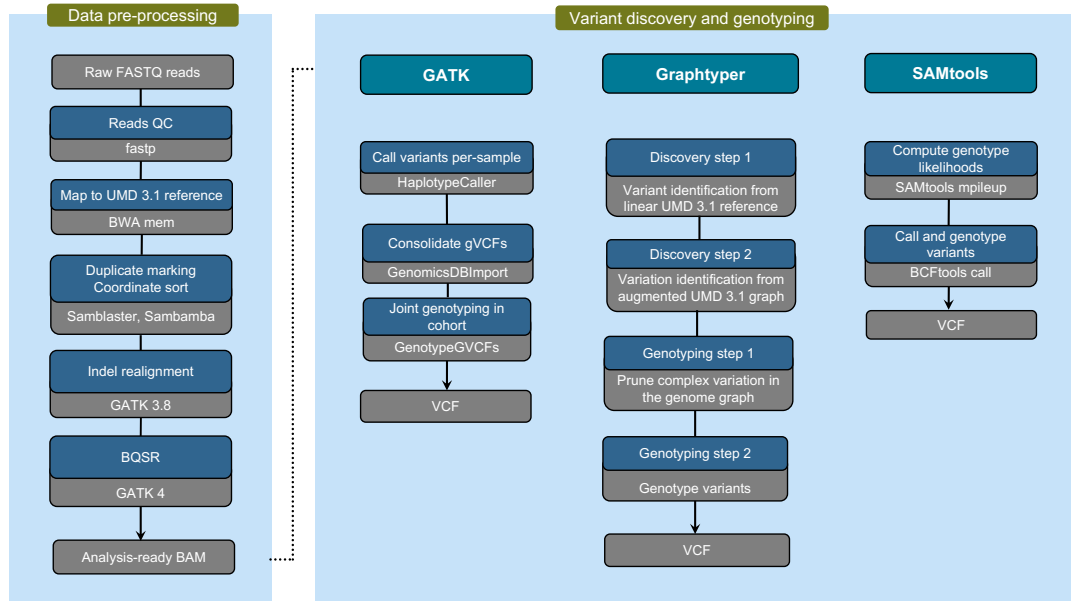 Data pre-processing
Raw FASTQ reads
Reads QC
fastp
Map to UMD 3.1 reference
BWA mem
Duplicate marking
Coordinate sort
Samblaster, Sambamba
Indel realignment
GATK 3.8
BQSR
GATK 4
Analysis-ready BAM
Variant discovery and genotyping
GATK
Call variants per-sample
HaplotypeCaller
Consolidate gVCFs
GenomicsDBImport
Joint genotyping in
cohort
GenotypeGVCFs
VCF
Graphtyper
Discovery step 1
Variant identification from
linear UMD 3.1 reference
Discovery step 2
Variation identification from
augmented UMD 3.1 graph
Genotyping step 1
Prune complex variation in
the genome graph
Genotyping step 2
Genotype variants
VCF
SAMtools
Compute genotype
likelihoods
SAMtools mpileup
Call and genotype
variants
BCFtools call
VCF